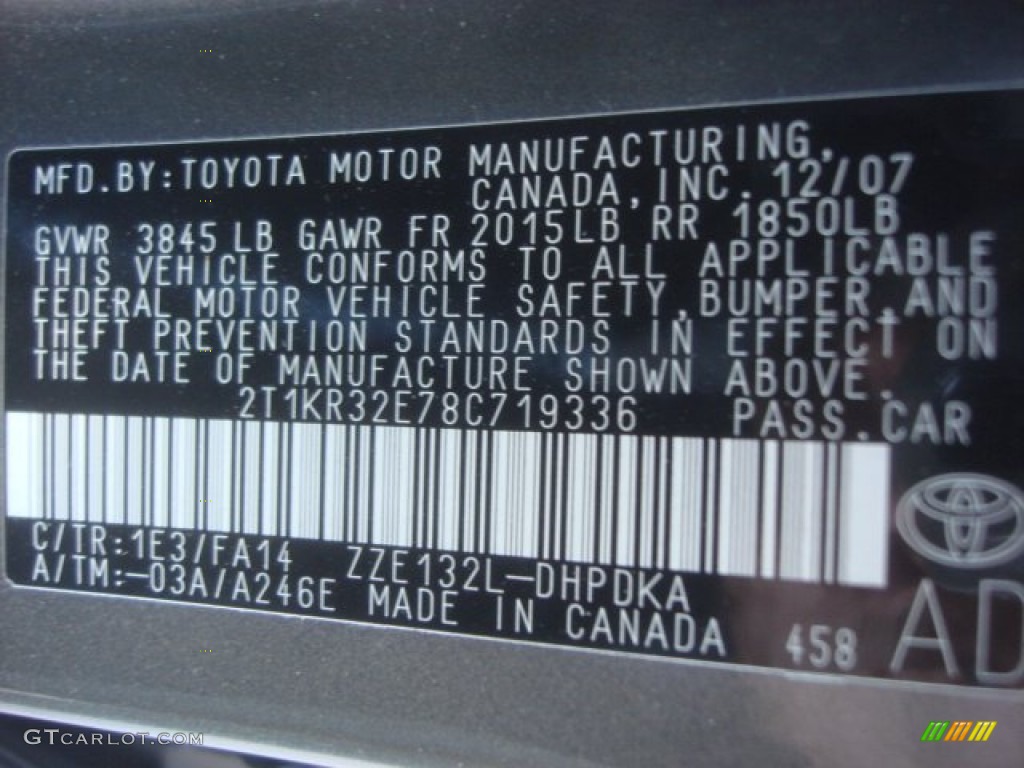 MFD.BY:TOYOTA MOTOR MANUFACTURING,
CANADA,INC. 12/07
GVWR 3845LB GAWR FR 2015LB RR 1850LB
THIS VEHICLE CONFORMS TO ALL APPLICABLE
FEDERAL MOTOR VEHICLE SAFETY,BUMPER,AND
THEFT PREVENTION STANDARDS IN EFFECT ON
THE DATE OF MANUFACTURE SHOWN ABOVE.
2T1KR32E78C719336 PASS.CAR
C/TR:1E3/FA14 ZZE132L-DHPDKA
A/TM:-03A/A246E MADE IN CANADA 458 AD
GTCARLOT.COM